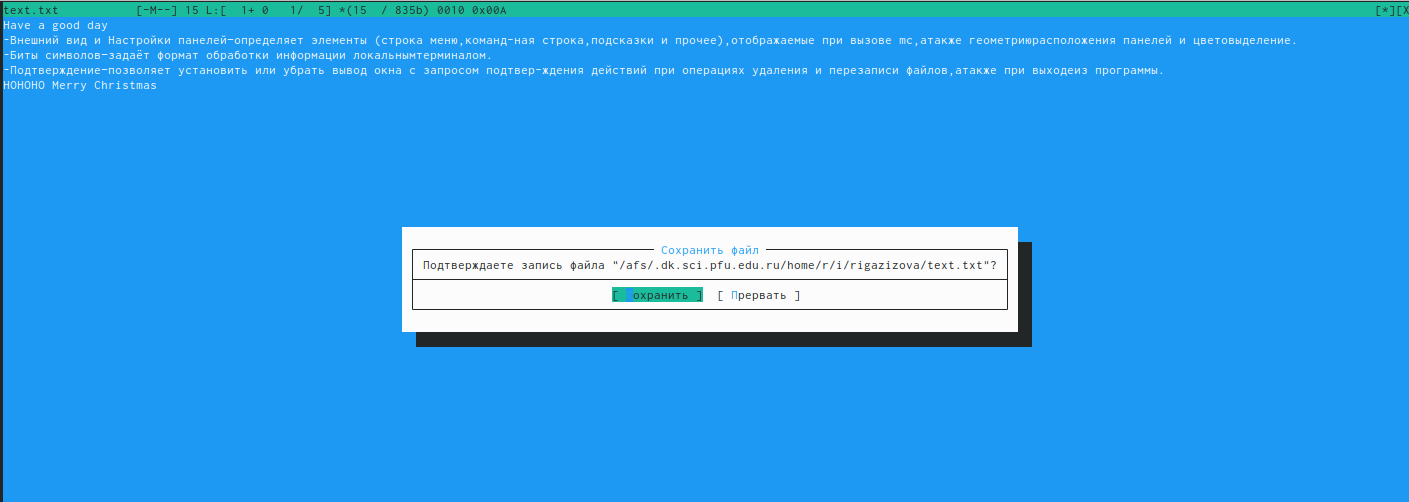 text.txt [-M--] 15 L:[ 1+ 0 1/ 5] *(15 / 835b) 0010 0x00A [*][X
Have a good day
-Внешний вид и Настройки панелей-определяет элементы (строка меню,команд-ная строка,подсказки и прочее),отображаемые при вызове mc,атакже геометриюрасположения панелей и цветовыделение.
-Биты символов-задаёт формат обработки информации локальнымтерминалом.
-Подтверждение-позволяет установить или убрать вывод окна с запросом подтвер-ждения действий при операциях удаления и перезаписи файлов,атакже при выходеиз программы.
HOHOHO Merry Christmas
Сохранить файл
Подтверждаете запись файла "/afs/.dk.sci.pfu.edu.ru/home/r/i/rigazizova/text.txt"?
[ Сохранить ] [ Прервать ]